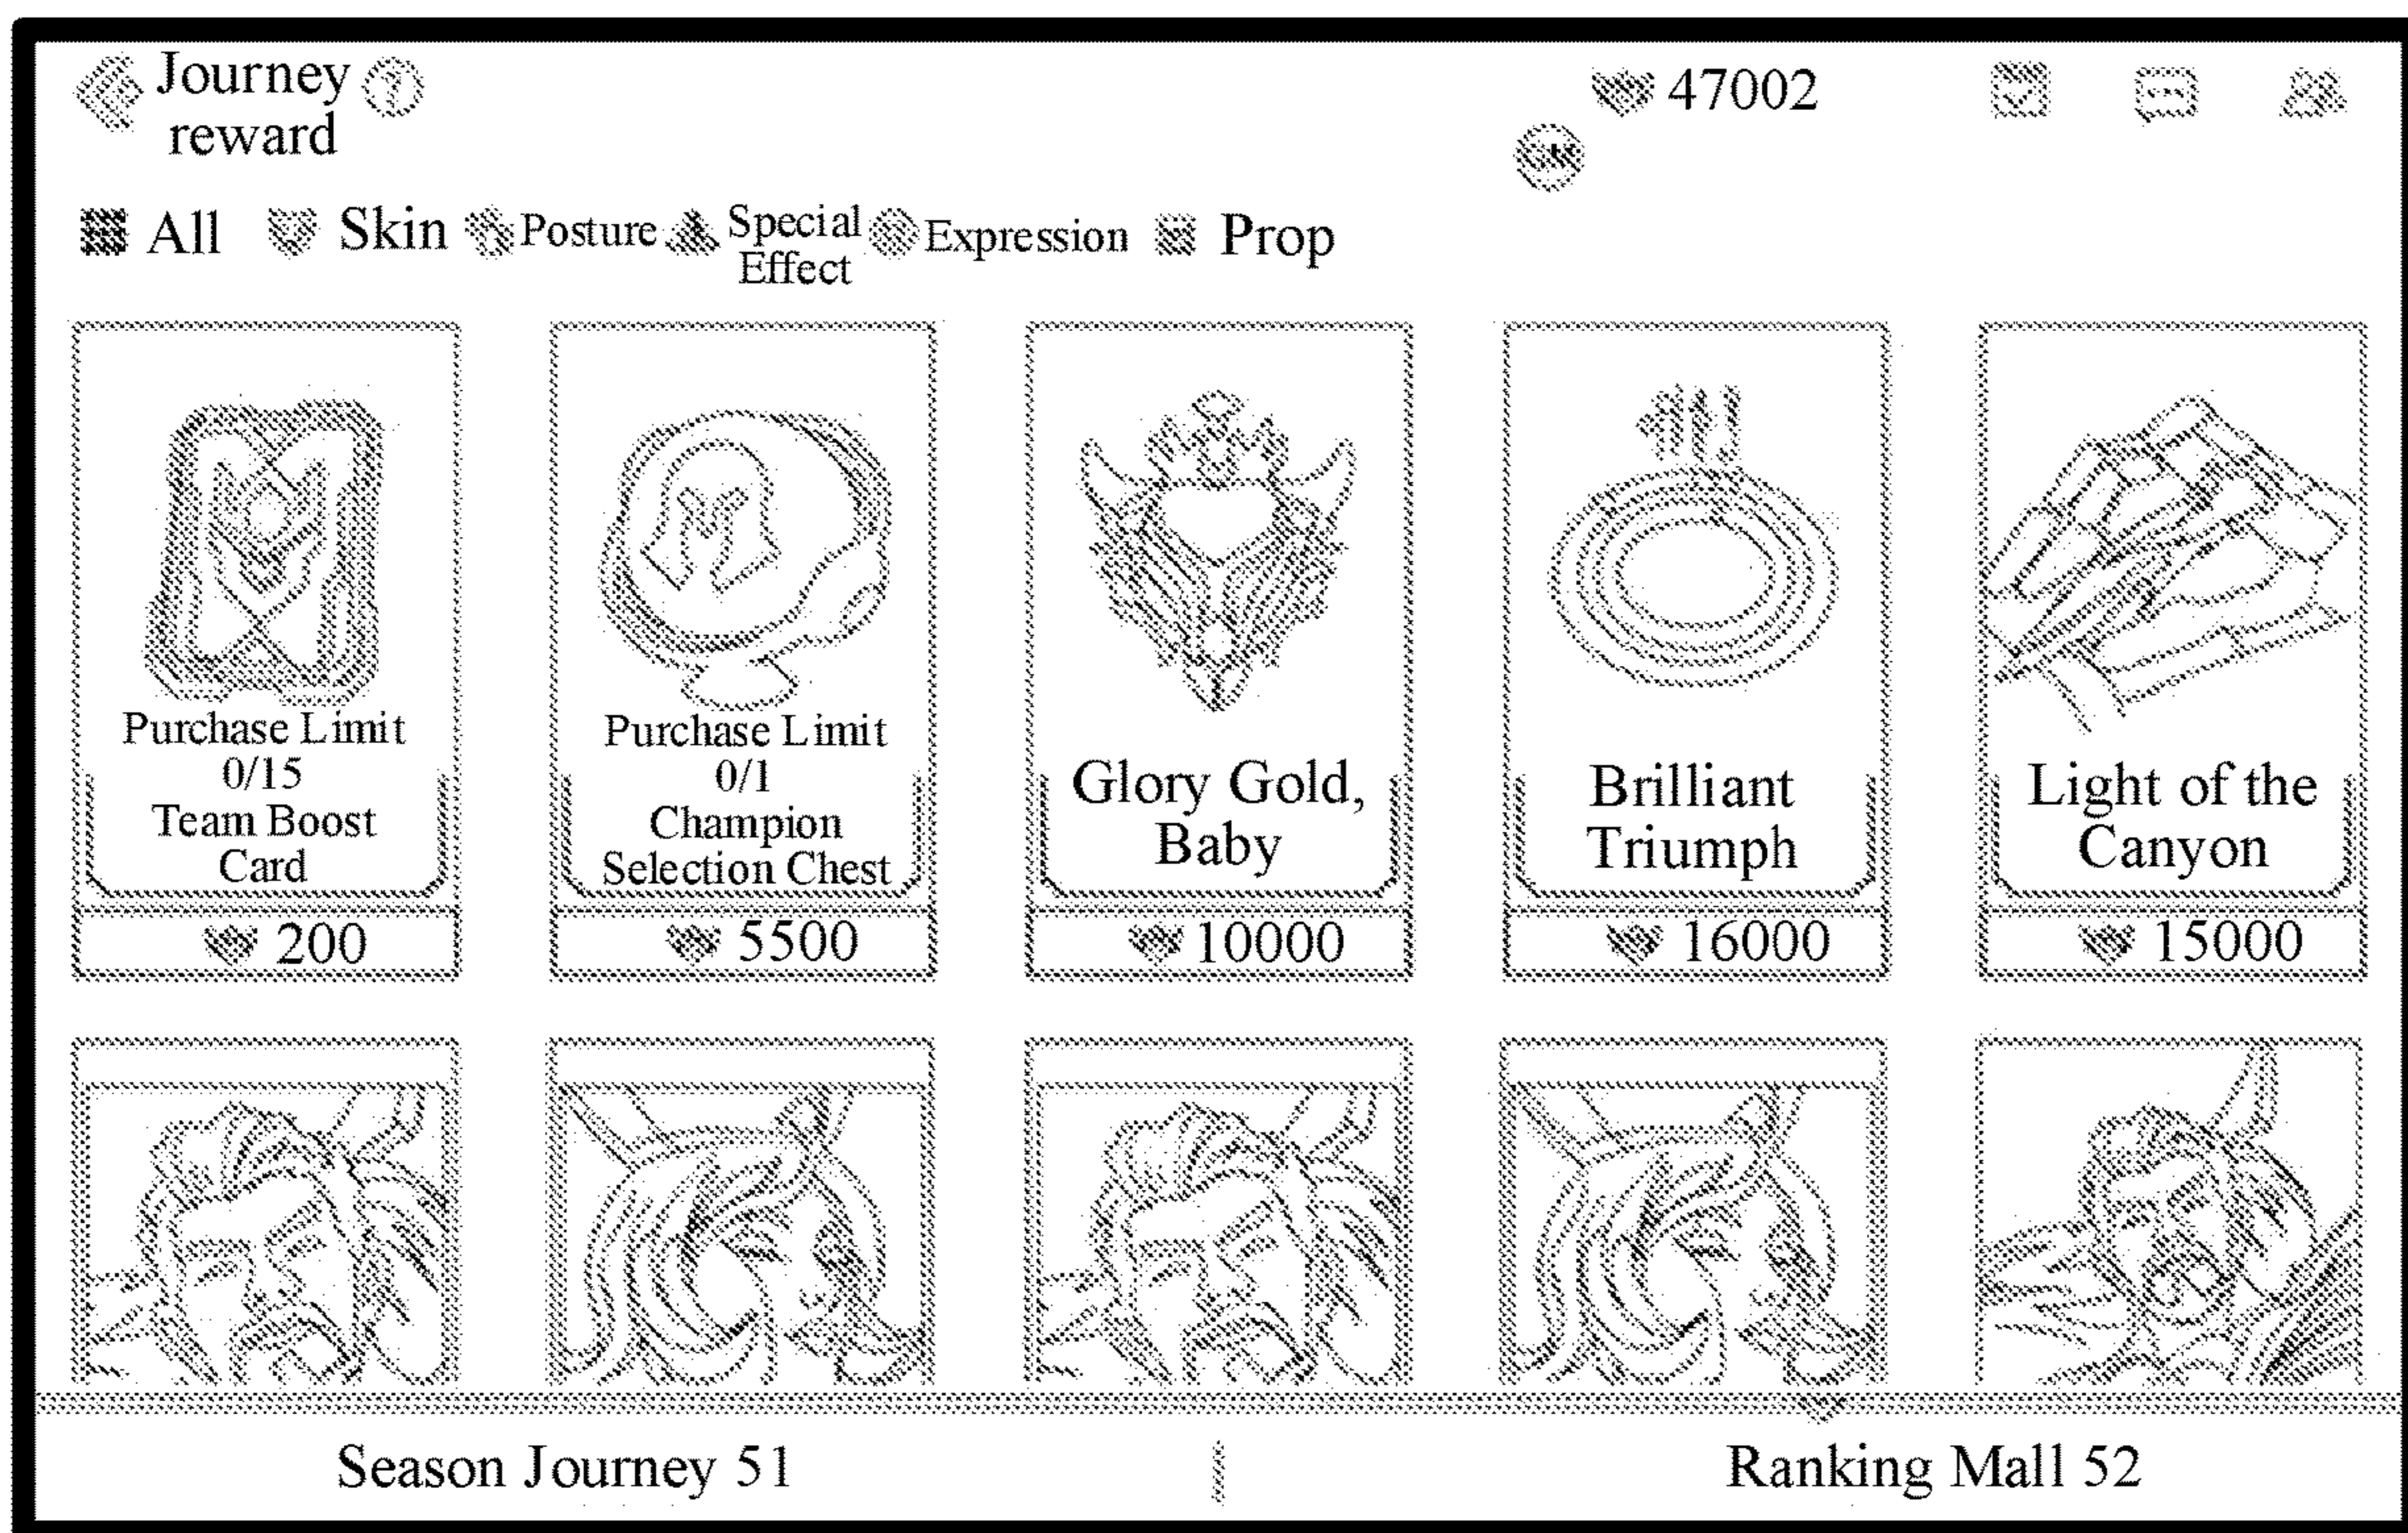 Journey
reward
?
47002
All
Skin
Posture
Special
Effect
Expression
Prop
Purchase Limit
0/15
Team Boost
Card
200
Purchase Limit
0/1
Champion
Selection Chest
5500
Glory Gold,
Baby
10000
Brilliant
Triumph
16000
Light of the
Canyon
15000
Season Journey 51
Ranking Mall 52